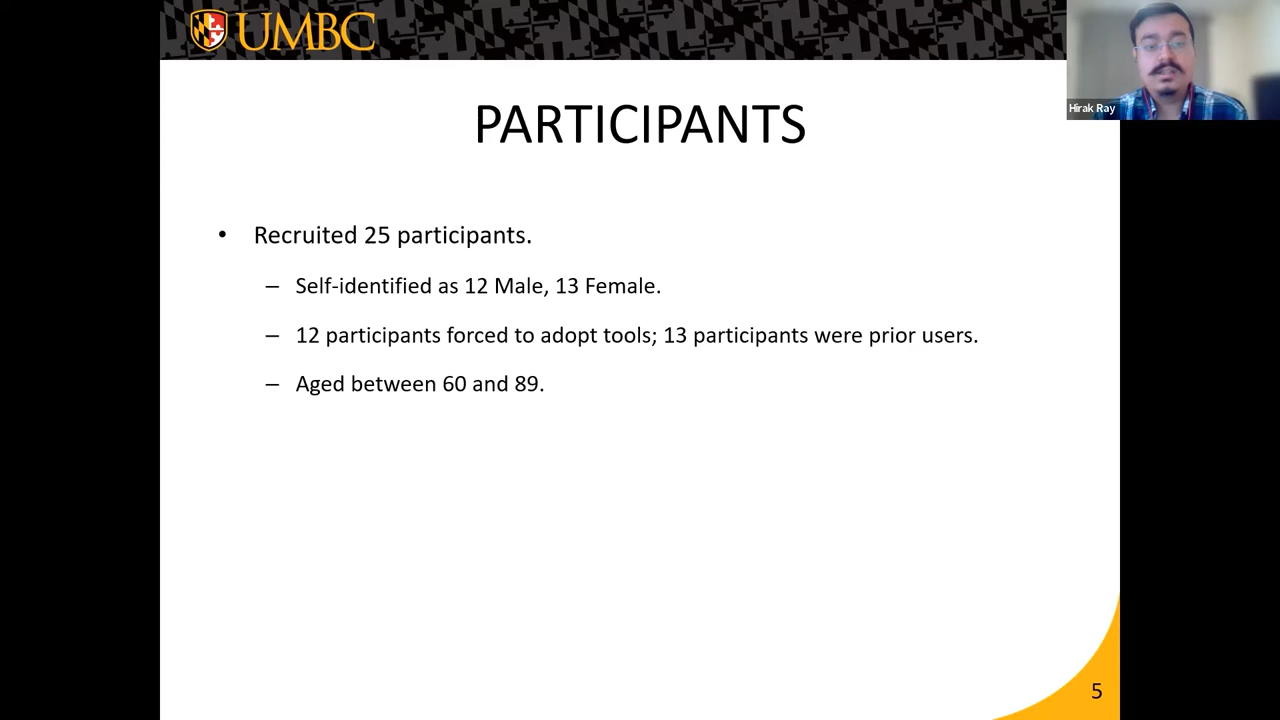 UMBC
Hirak Ray
PARTICIPANTS
• Recruited 25 participants.
– Self-identified as 12 Male, 13 Female.
– 12 participants forced to adopt tools; 13 participants were prior users.
– Aged between 60 and 89.
5